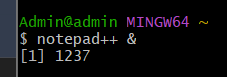 Admin@admin MINGW64 ~
$ notepad++ &
[1] 1237